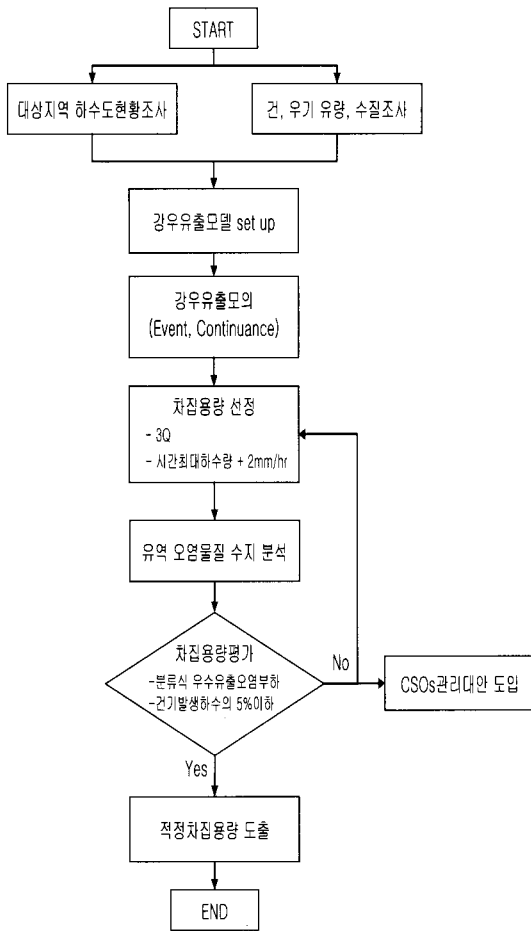 START
대상지역 하수도현황조사
건, 우기 유량, 수질조사
강우유출모델 set up
강우유출모의
(Event, Continuance)
차집용량 선정
- 3Q
- 시간최대하수량 + 2mm/hr
유역 오염물질 수지 분석
차집용량평가
-분류식 우수유출오염부하
-건기발생하수의 5%이하
No
CSOs관리대안 도입
Yes
적정차집용량 도출
END